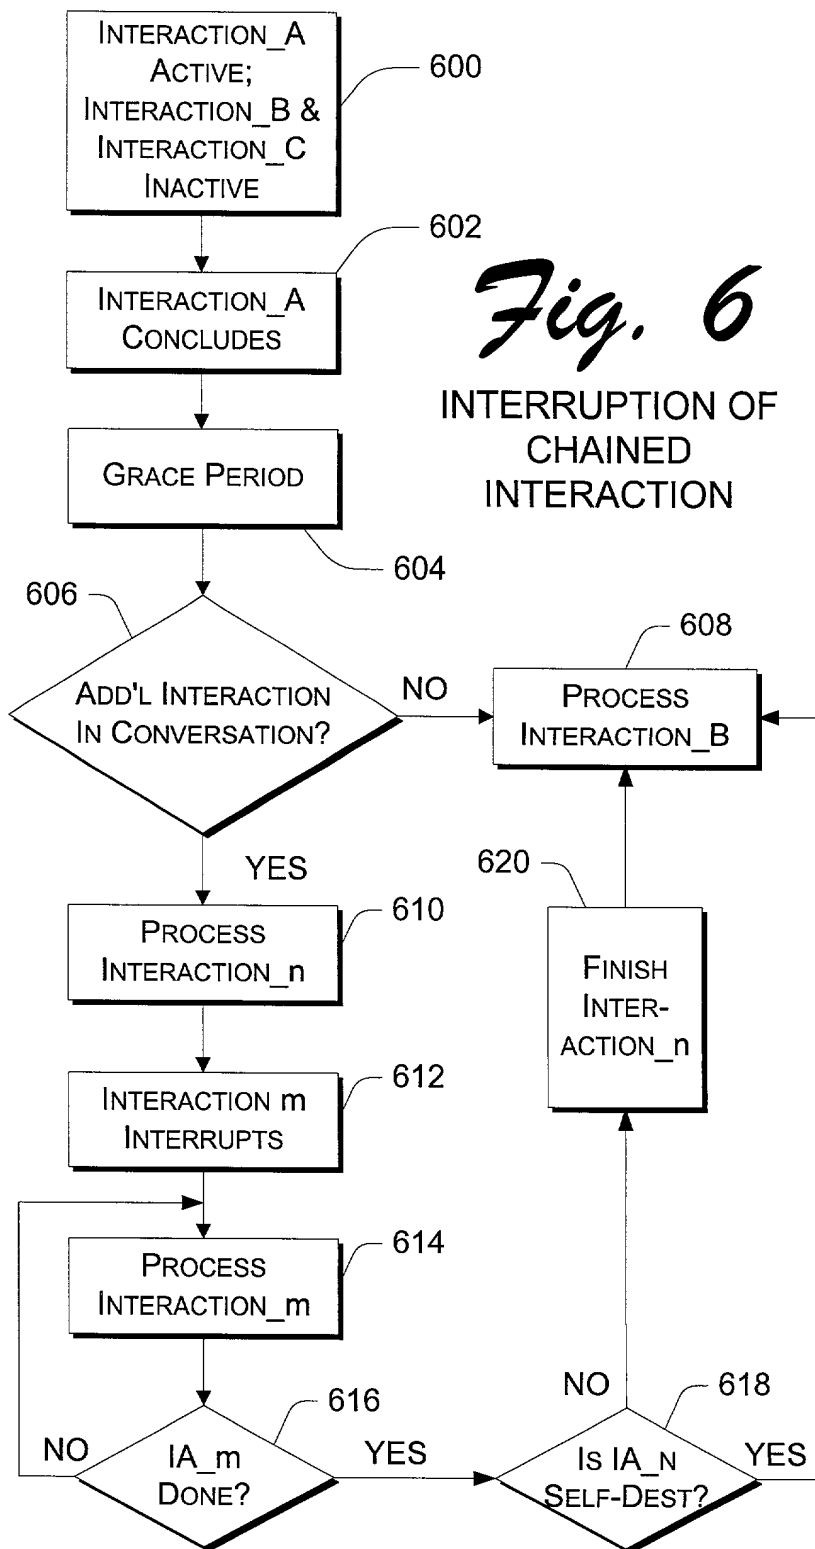 INTERACTION_A
ACTIVE;
INTERACTION_B &
INTERACTION_C
INACTIVE
600
602
INTERACTION_A
CONCLUDES
Fig. 6
INTERRUPTION OF
CHAINED
INTERACTION
GRACE PERIOD
604
606
ADD'L INTERACTION
IN CONVERSATION?
NO
608
PROCESS
INTERACTION_B
YES
610
PROCESS
INTERACTION_n
620
FINISH
INTER-
ACTION_n
612
INTERACTION m
INTERRUPTS
614
PROCESS
INTERACTION_m
616
NO
IA_m
DONE?
YES
NO
618
IS IA_N
SELF-DEST?
YES